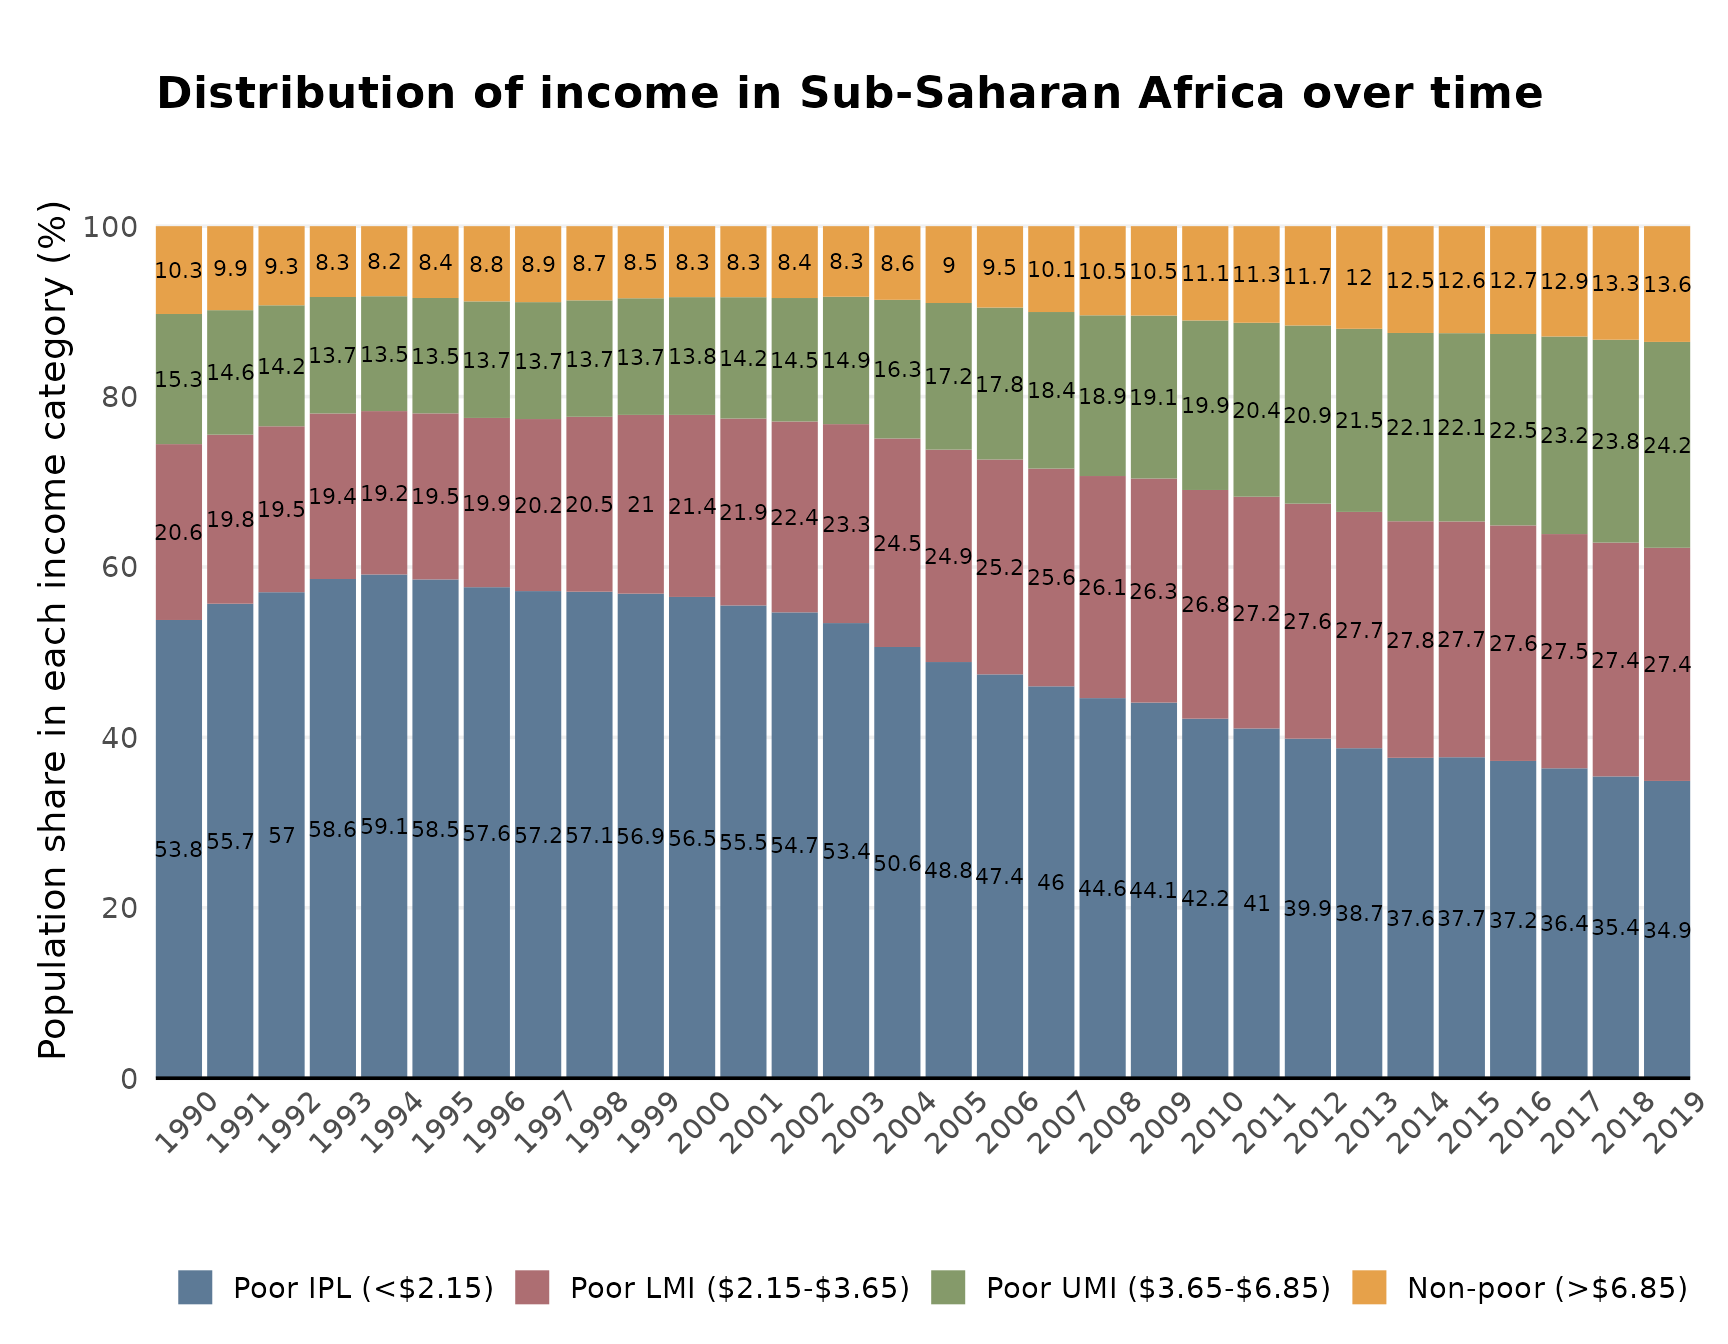 Distribution of income in Sub-Saharan Africa over time
Population share in each income category (%)
100
80
60
40
20
0
10.3 9.9 9.3 8.3 8.2 8.4 8.8 8.9 8.7 8.5 8.3 8.3 8.4 8.3 8.6 9 9.5 10.1 10.5 10.5 11.1 11.3 11.7 12 12.5 12.6 12.7 12.9 13.3 13.6
15.3 14.6 14.2 13.7 13.5 13.5 13.7 13.7 13.7 13.7 13.8 14.2 14.5 14.9 16.3 17.2 17.8 18.4 18.9 19.1 19.9 20.4 20.9 21.5 22.1 22.1 22.5 23.2 23.8 24.2
20.6 19.8 19.5 19.4 19.2 19.5 19.9 20.2 20.5 21 21.4 21.9 22.4 23.3 24.5 24.9 25.2 25.6 26.1 26.3 26.8 27.2 27.6 27.7 27.8 27.7 27.6 27.5 27.4 27.4
53.8 55.7 57 58.6 59.1 58.5 57.6 57.2 57.1 56.9 56.5 55.5 54.7 53.4 50.6 48.8 47.4 46 44.6 44.1 42.2 41 39.9 38.7 37.6 37.7 37.2 36.4 35.4 34.9
1990 1991 1992 1993 1994 1995 1996 1997 1998 1999 2000 2001 2002 2003 2004 2005 2006 2007 2008 2009 2010 2011 2012 2013 2014 2015 2016 2017 2018 2019
Poor IPL (<$2.15) Poor LMI ($2.15-$3.65) Poor UMI ($3.65-$6.85) Non-poor (>$6.85)